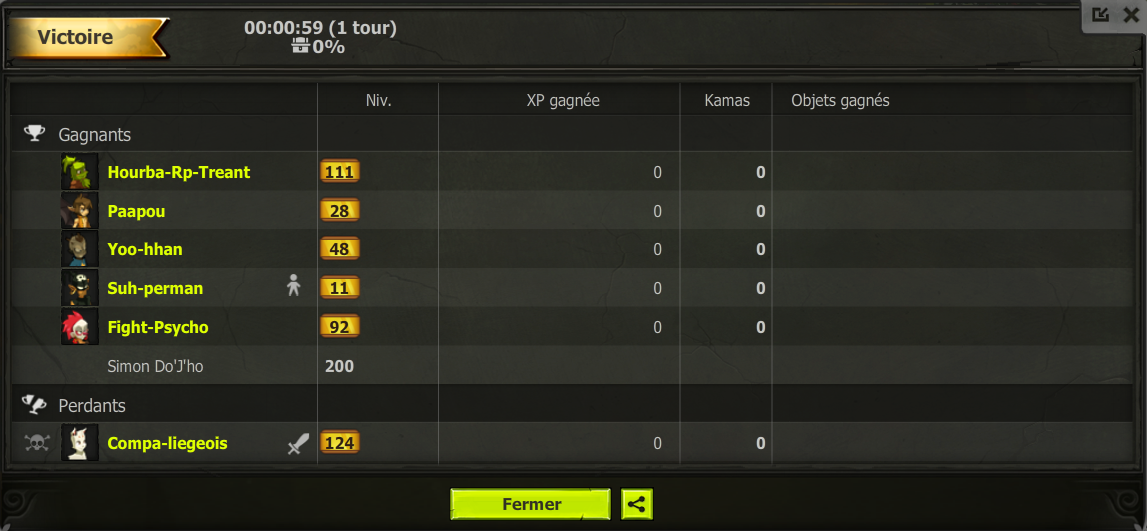 Victoire
00:00:59 (1 tour)
0%
Niv. XP gagnée Kamas Objets gagnés
Gagnants
Hourba-Rp-Treant 111 0 0
Paapou 28 0 0
Yoo-hhan 48 0 0
Suh-perman 11 0 0
Fight-Psycho 92 0 0
Simon Do'J'ho 200
Perdants
Compa-liegeois 124 0 0
Fermer